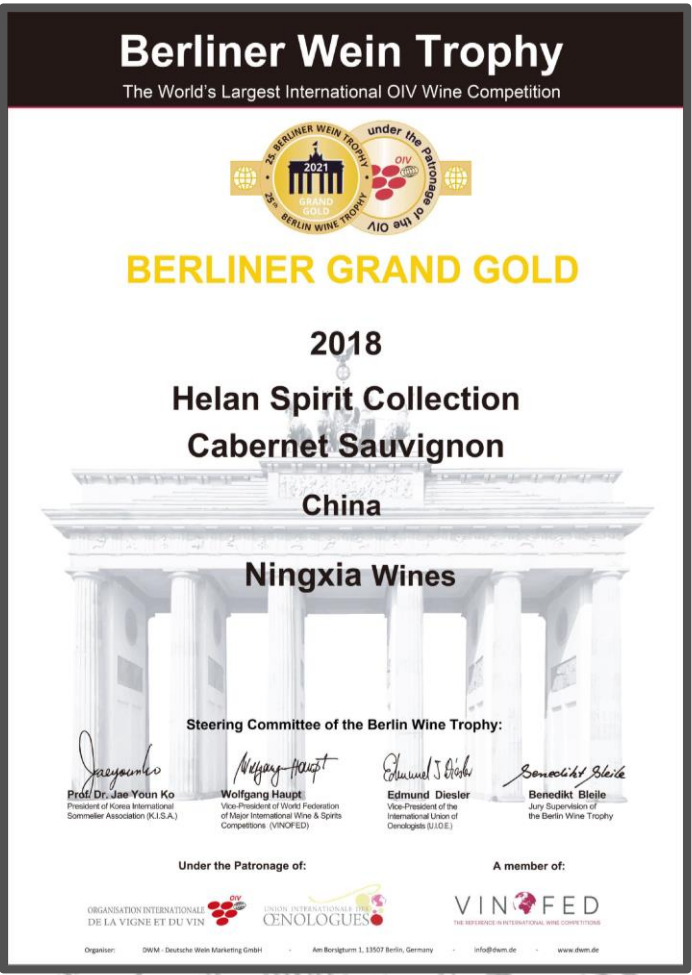 Berliner Wein Trophy
The World's Largest International OIV Wine Competition
25. BERLINER WEIN TROPHY
25th BERLIN WINE TROPHY
2021
GRAND
GOLD
under the Patronage of the OIV
OIV
BERLINER GRAND GOLD
2018
Helan Spirit Collection
Cabernet Sauvignon
China
Ningxia Wines
Steering Committee of the Berlin Wine Trophy:
Prof/ Dr. Jae Youn Ko
President of Korea International
Sommelier Association (K.I.S.A.)
Wolfgang Haupt
Vice-President of World Federation
of Major International Wine & Spirits
Competitions (VINOFED)
Edmund Diesler
Vice-President of the
International Union of
Oenologists (U.I.O.E.)
Benedikt Bleile
Jury Supervision of
the Berlin Wine Trophy
Under the Patronage of:
A member of:
ORGANISATION INTERNATIONALE
DE LA VIGNE ET DU VIN
OIV
UNION INTERNATIONALE DES
ŒNOLOGUES
VINOFED
THE REFERENCE IN INTERNATIONAL WINE COMPETITIONS
Organiser: DWM - Deutsche Wein Marketing GmbH - Am Borsigturm 1, 13507 Berlin, Germany - info@dwm.de - www.dwm.de